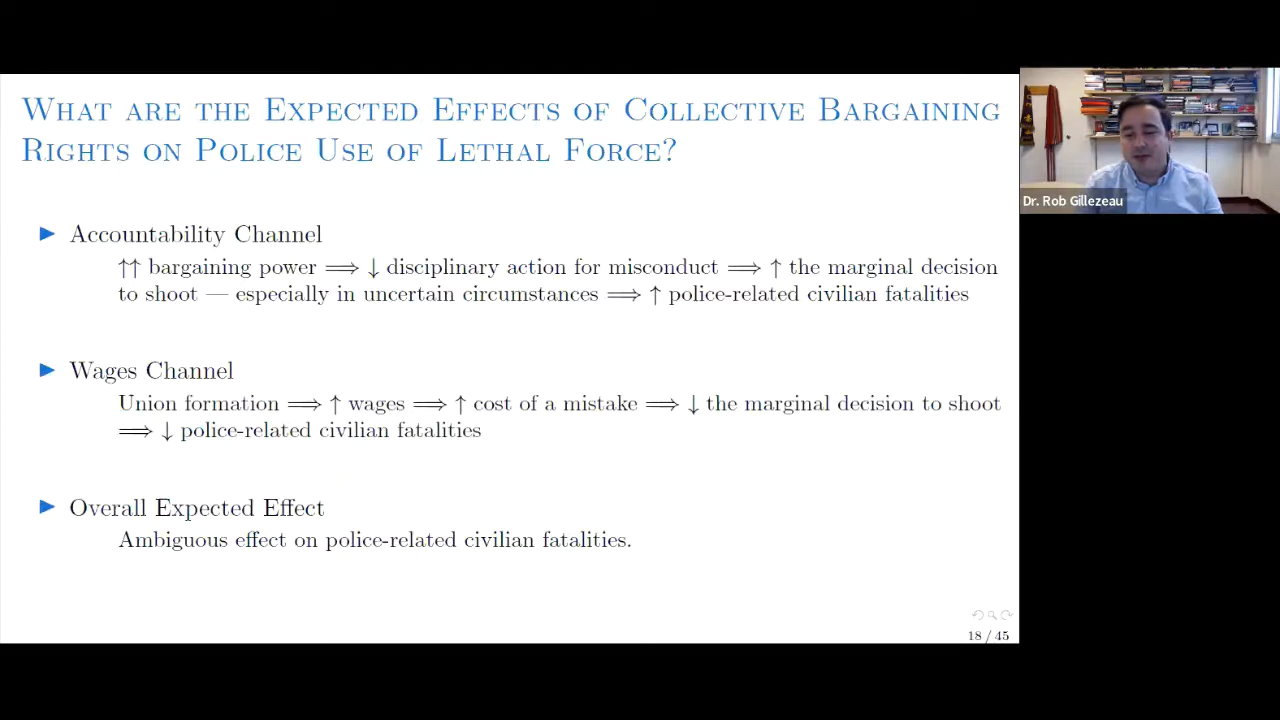 What are the Expected Effects of Collective Bargaining
Rights on Police Use of Lethal Force?
Accountability Channel
↑↑ bargaining power ⟹ ↓ disciplinary action for misconduct ⟹ ↑ the marginal decision
to shoot — especially in uncertain circumstances ⟹ ↑ police-related civilian fatalities
Wages Channel
Union formation ⟹ ↑ wages ⟹ ↑ cost of a mistake ⟹ ↓ the marginal decision to shoot
⟹ ↓ police-related civilian fatalities
Overall Expected Effect
Ambiguous effect on police-related civilian fatalities.
18 / 45
Dr. Rob Gillezeau